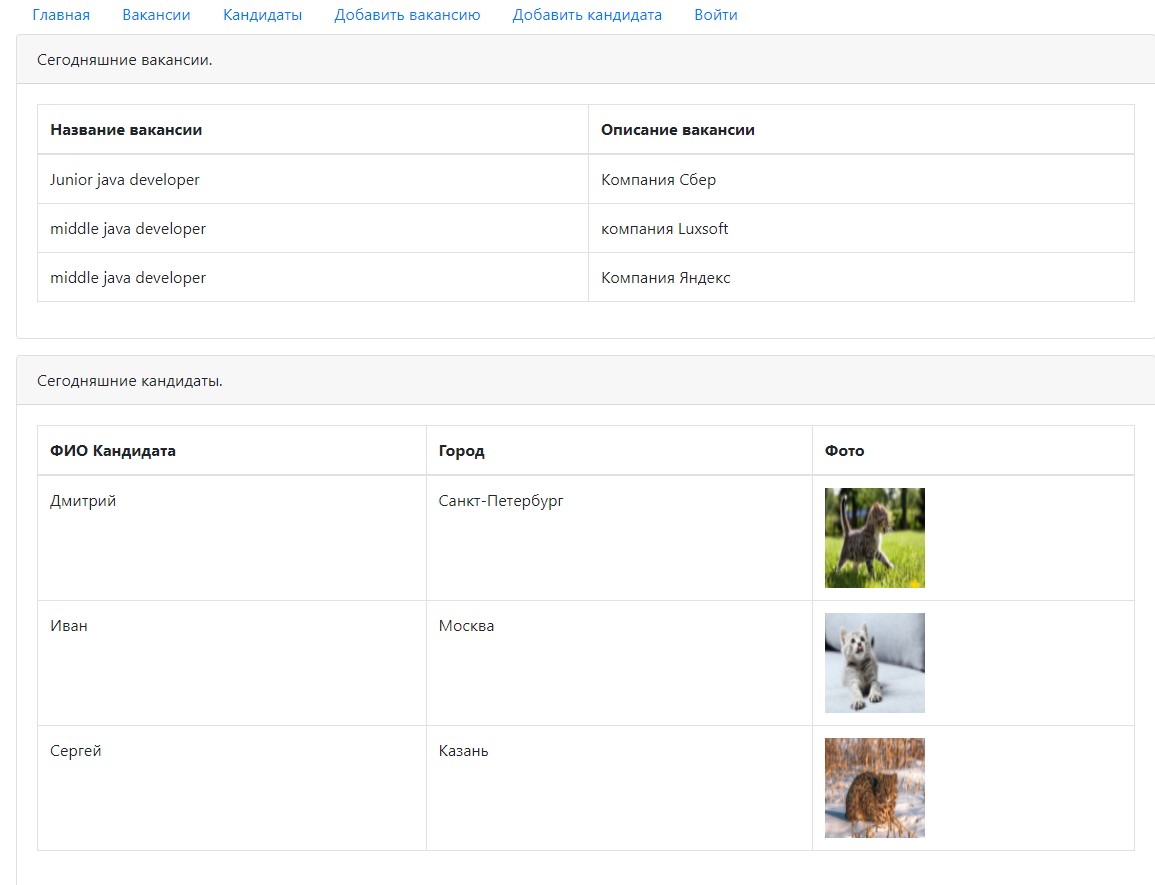 Главная Вакансии Кандидаты Добавить вакансию Добавить кандидата Войти
Сегодняшние вакансии.
Название вакансии Описание вакансии
Junior java developer Компания Сбер
middle java developer компания Luxsoft
middle java developer Компания Яндекс
Сегодняшние кандидаты.
ФИО Кандидата Город Фото
Дмитрий Санкт-Петербург
Иван Москва
Сергей Казань